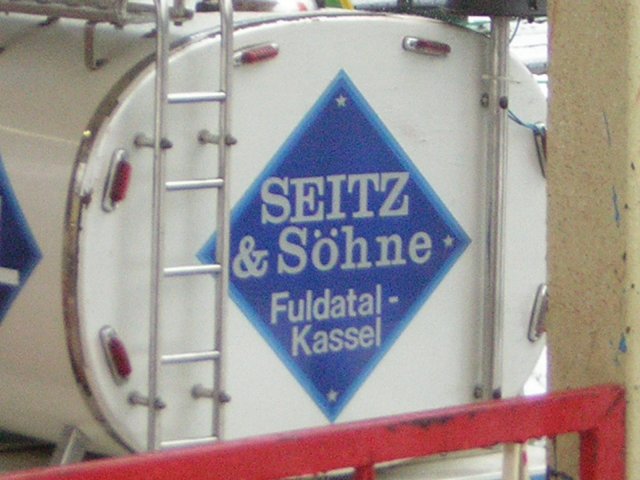 SEITZ
& Söhne
Fuldatal -
Kassel